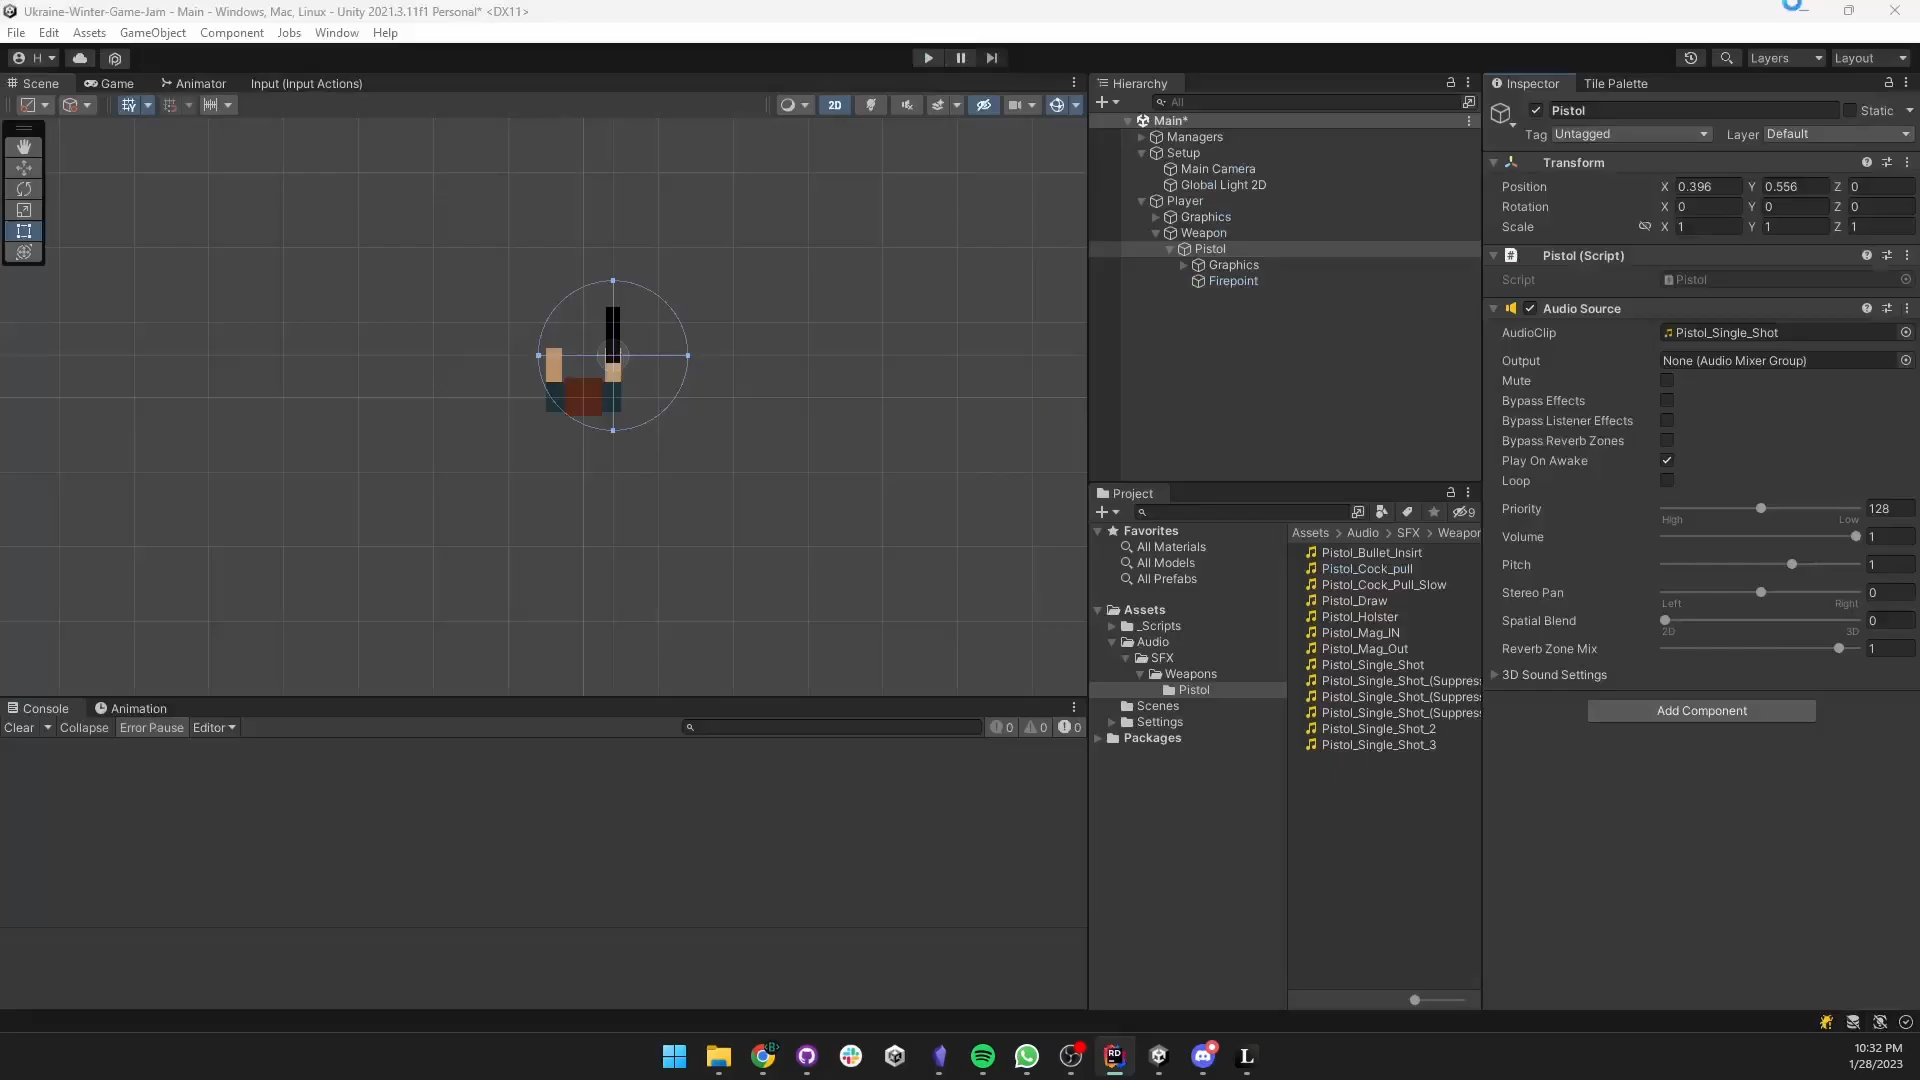 Ukraine-Winter-Game-Jam - Main - Windows, Mac, Linux - Unity 2021.3.11f1 Personal* <DX11>
File Edit Assets GameObject Component Jobs Window Help
H
Layers Layout
Scene Game Animator Input (Input Actions)
2D
Hierarchy
All
Main*
Managers
Setup
Main Camera
Global Light 2D
Player
Graphics
Weapon
Pistol
Graphics
Firepoint
Project
9
Favorites
All Materials
All Models
All Prefabs
Assets
_Scripts
Audio
SFX
Weapons
Pistol
Scenes
Settings
Packages
Assets > Audio > SFX > Weapor
Pistol_Bullet_Insirt
Pistol_Cock_pull
Pistol_Cock_Pull_Slow
Pistol_Draw
Pistol_Holster
Pistol_Mag_IN
Pistol_Mag_Out
Pistol_Single_Shot
Pistol_Single_Shot_(Suppres
Pistol_Single_Shot_(Suppres
Pistol_Single_Shot_(Suppres
Pistol_Single_Shot_2
Pistol_Single_Shot_3
Inspector Tile Palette
Pistol Static
Tag Untagged Layer Default
Transform
Position X 0.396 Y 0.556 Z 0
Rotation X 0 Y 0 Z 0
Scale X 1 Y 1 Z 1
# Pistol (Script)
Script Pistol
Audio Source
AudioClip Pistol_Single_Shot
Output None (Audio Mixer Group)
Mute
Bypass Effects
Bypass Listener Effects
Bypass Reverb Zones
Play On Awake
Loop
Priority 128
High Low
Volume 1
Pitch 1
Stereo Pan 0
Left Right
Spatial Blend 0
2D 3D
Reverb Zone Mix 1
3D Sound Settings
Add Component
Console Animation
Clear Collapse Error Pause Editor 0 0 0
RD
L
10:32 PM
1/28/2023